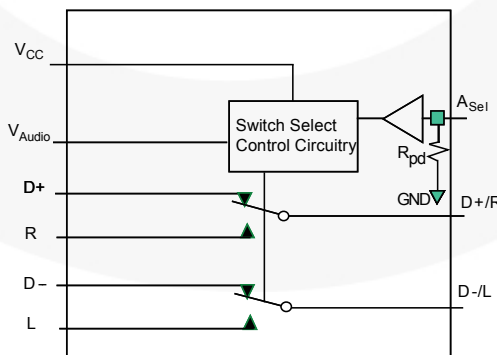 V_CC
V_Audio
Switch Select
Control Circuitry
A_Sel
R_pd
GND
D+
R
D+/R
D–
L
D-/L